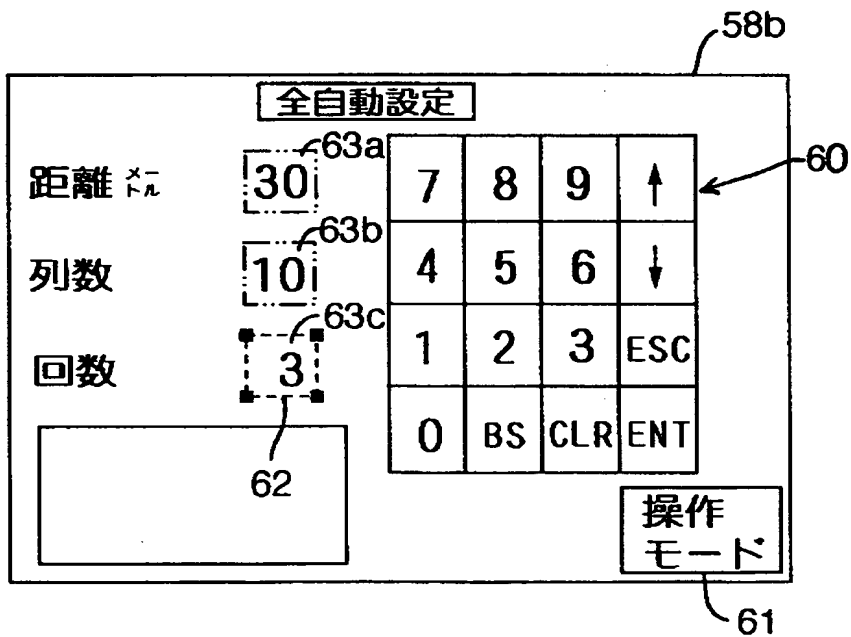 58b
全自動設定
距離 メートル
63a
30
列数
63b
10
回数
63c
3
62
7 8 9 ↑
4 5 6 ↓
1 2 3 ESC
0 BS CLR ENT
60
操作
モード
61